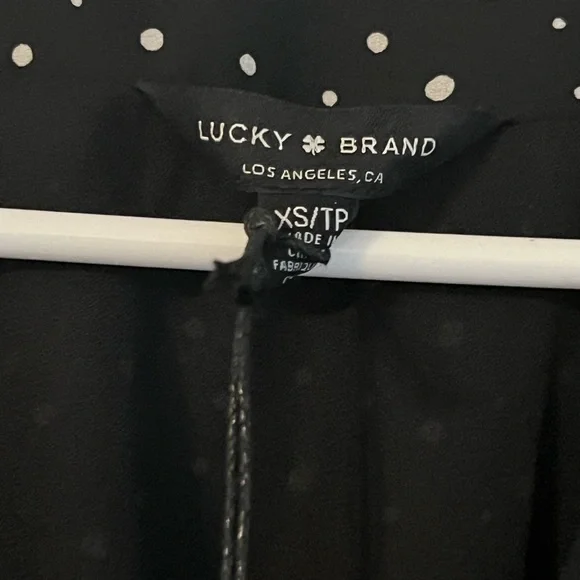 LUCKY BRAND
LOS ANGELES, CA
XS/TP